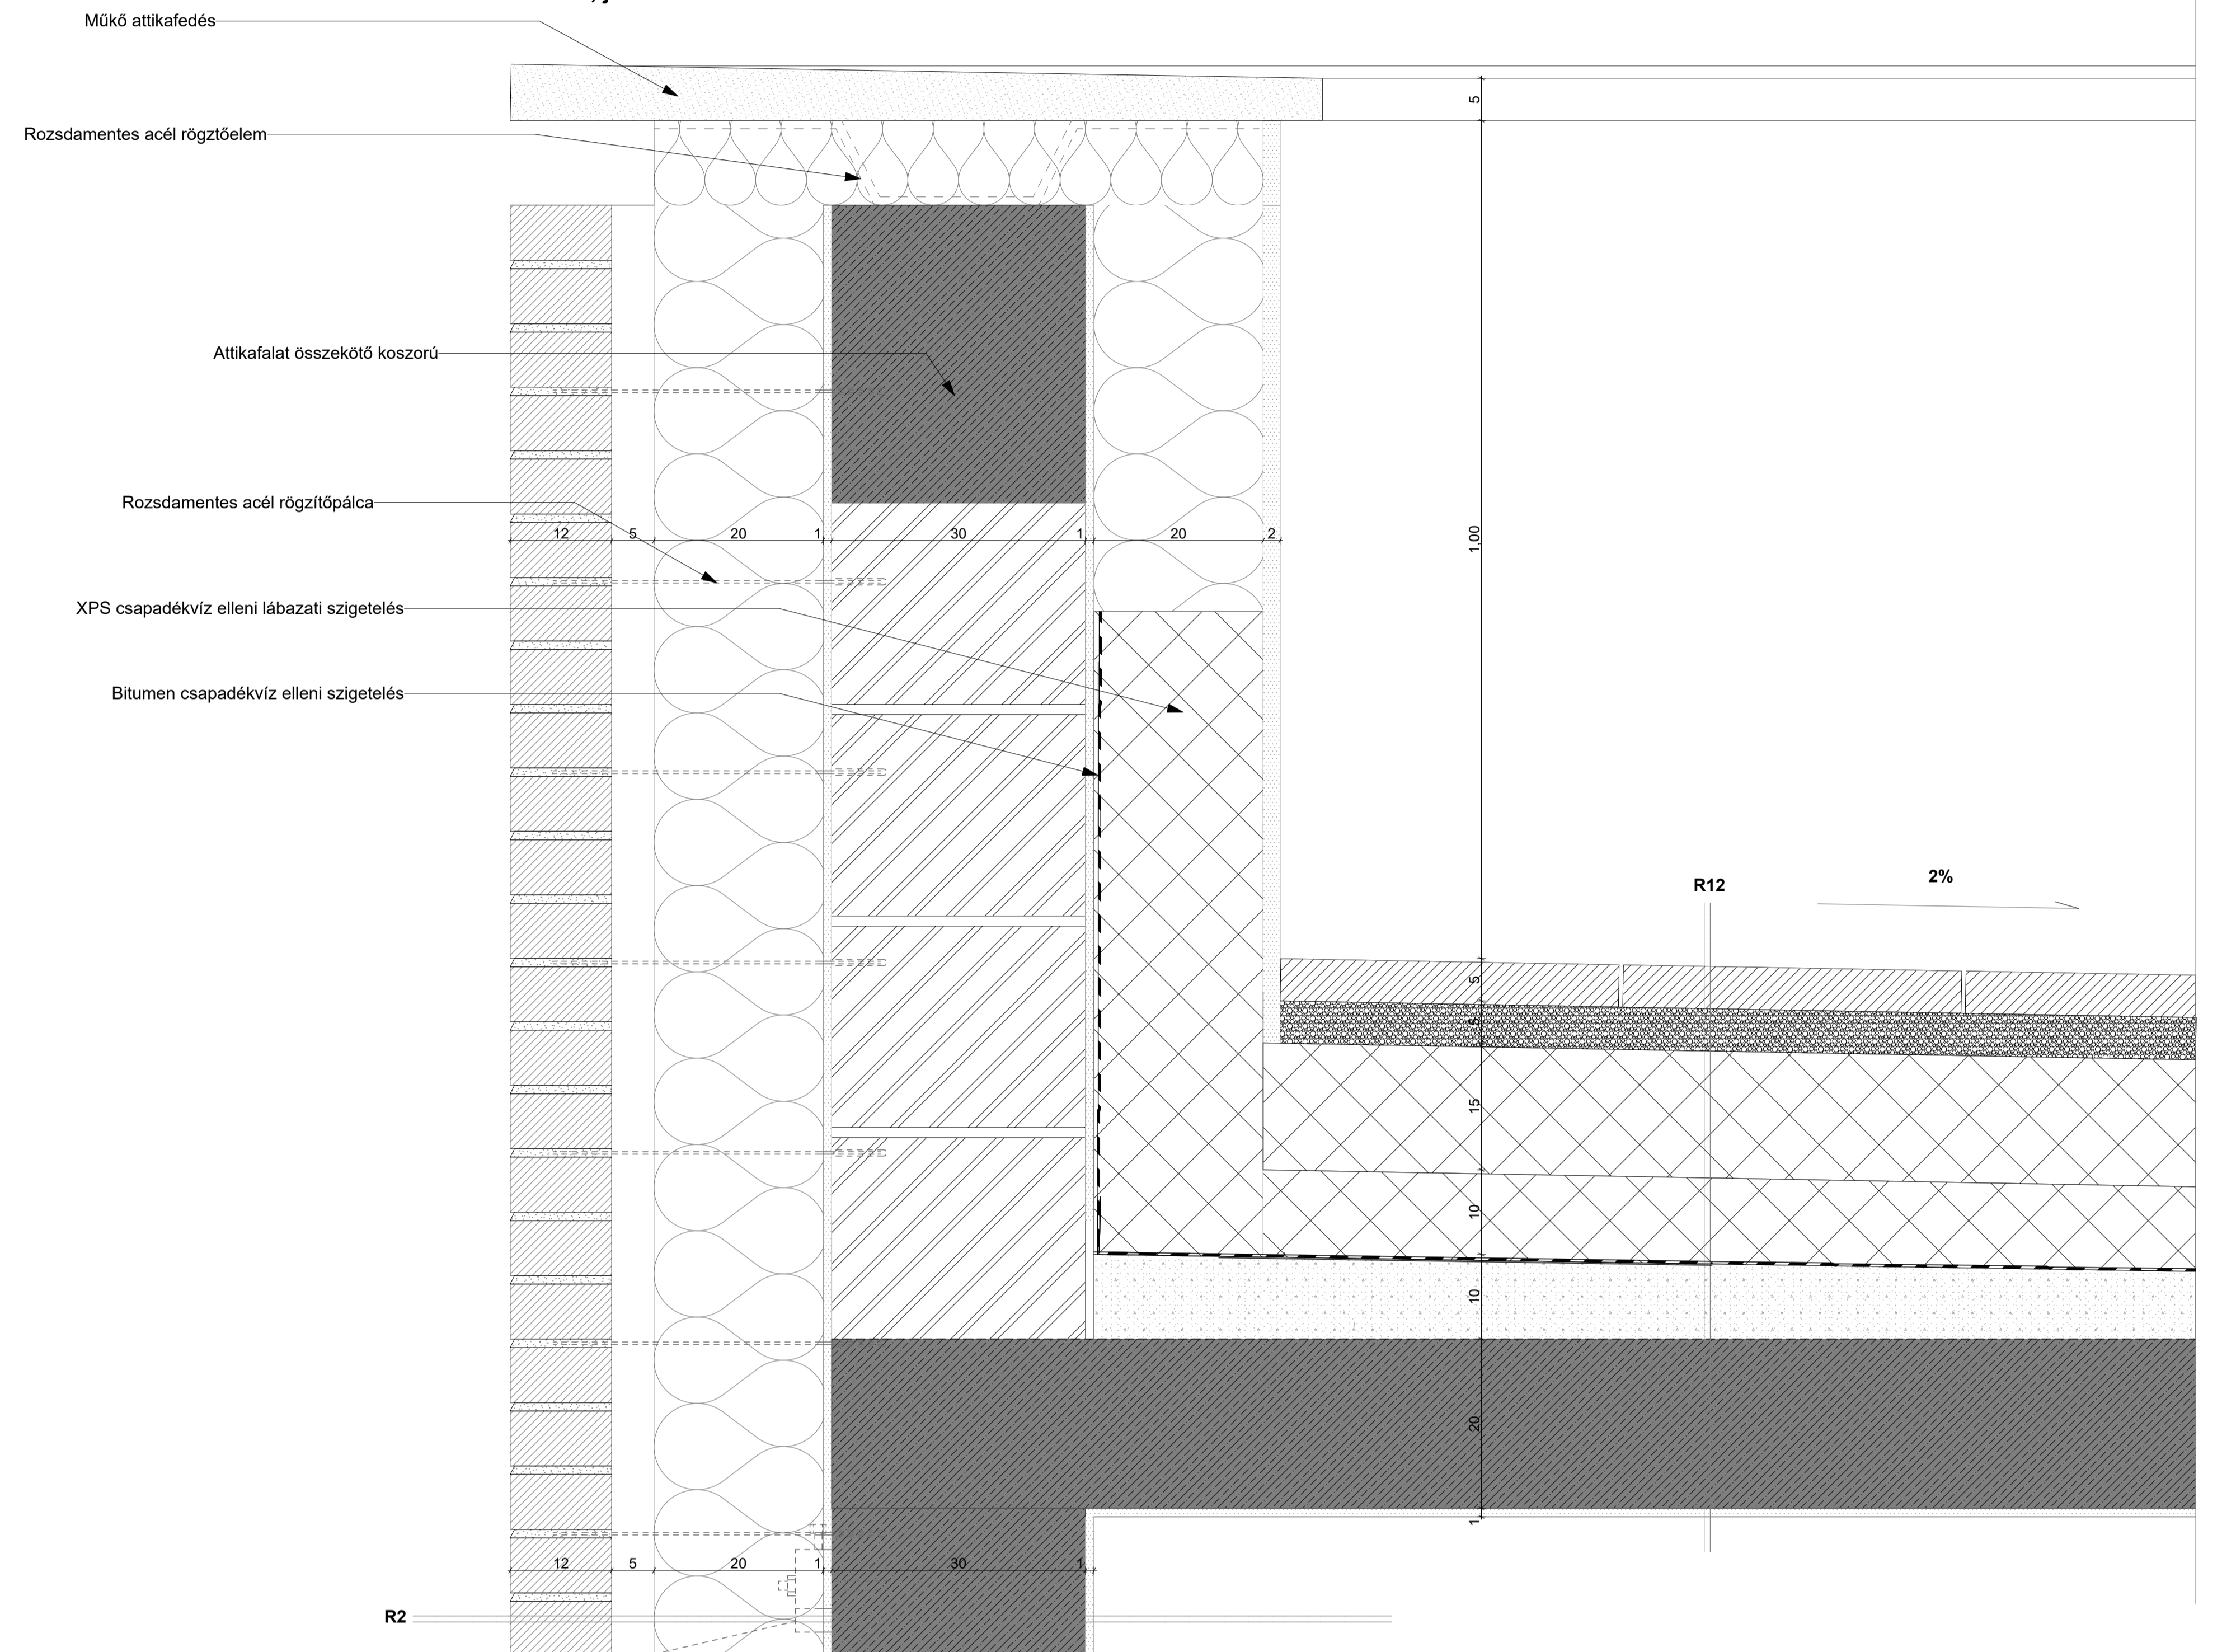 Műkő attikafedés
5
Rozsdamentes acél rögztőelem
Attikafalat összekötő koszorú
Rozsdamentes acél rögzítőpálca
12 5 20 1 30 1 20 2
1,00
XPS csapadékvíz elleni lábazati szigetelés
Bitumen csapadékvíz elleni szigetelés
R12
2%
5
5
15
10
10
20
1
12 5 20 1 30 1
R2